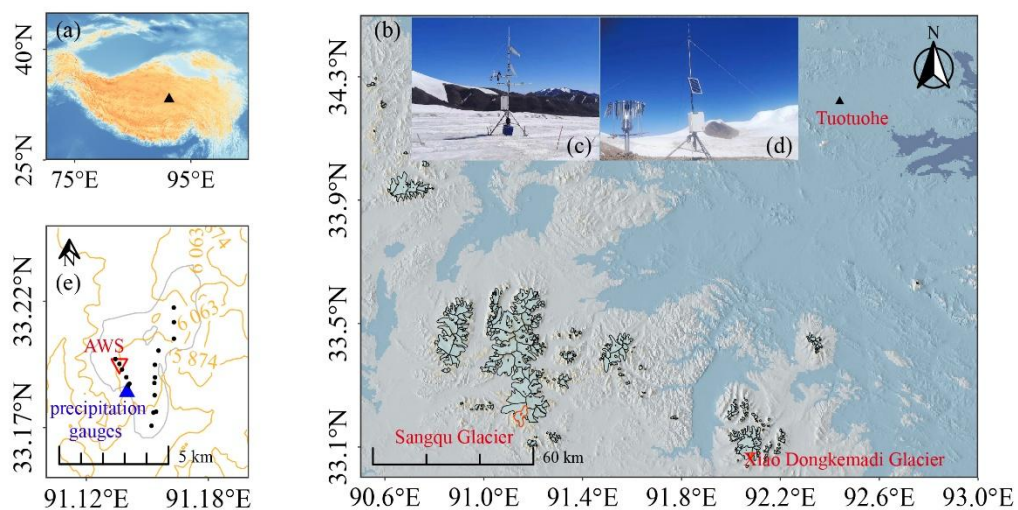 (a)
40°N
25°N
75°E
95°E
(b)
N
34.3°N
33.9°N
33.5°N
33.1°N
(c)
(d)
Tuotuohe
Sangqu Glacier
60 km
Xiao Dongkemadi Glacier
90.6°E
91.0°E
91.4°E
91.8°E
92.2°E
92.6°E
93.0°E
N
(e)
33.22°N
33.17°N
6 063
6 063
5 874
AWS
precipitation
gauges
5 km
91.12°E
91.18°E